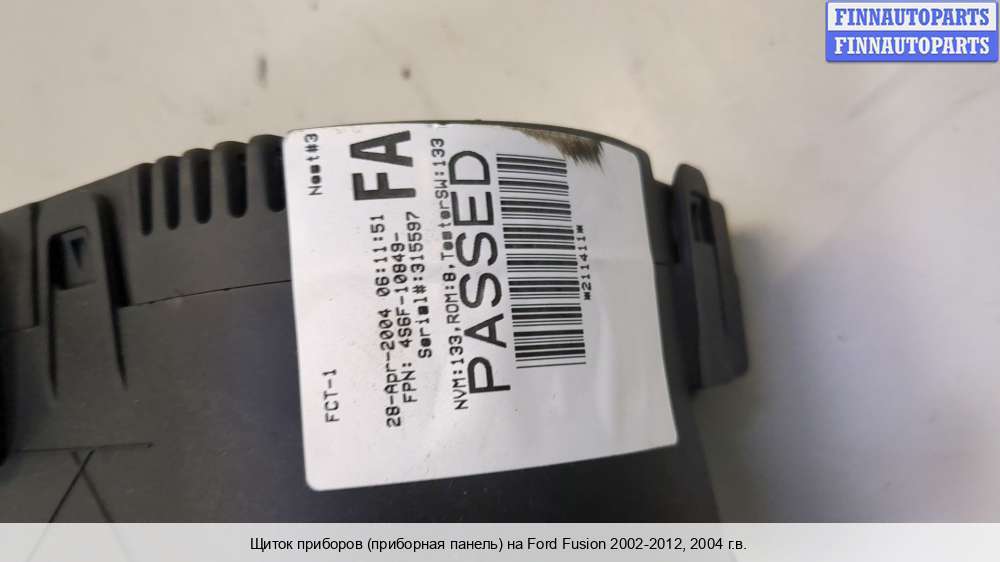 FINNAUTOPARTS
FINNAUTOPARTS
FCT-1 Nest#3
28-Apr-2004 06:11:51
FPN: 4S6F-10849-FA
Serial#:315597
NVM:133,ROM:8,TesterSW:133
PASSED
*211411*
Щиток приборов (приборная панель) на Ford Fusion 2002-2012, 2004 г.в.